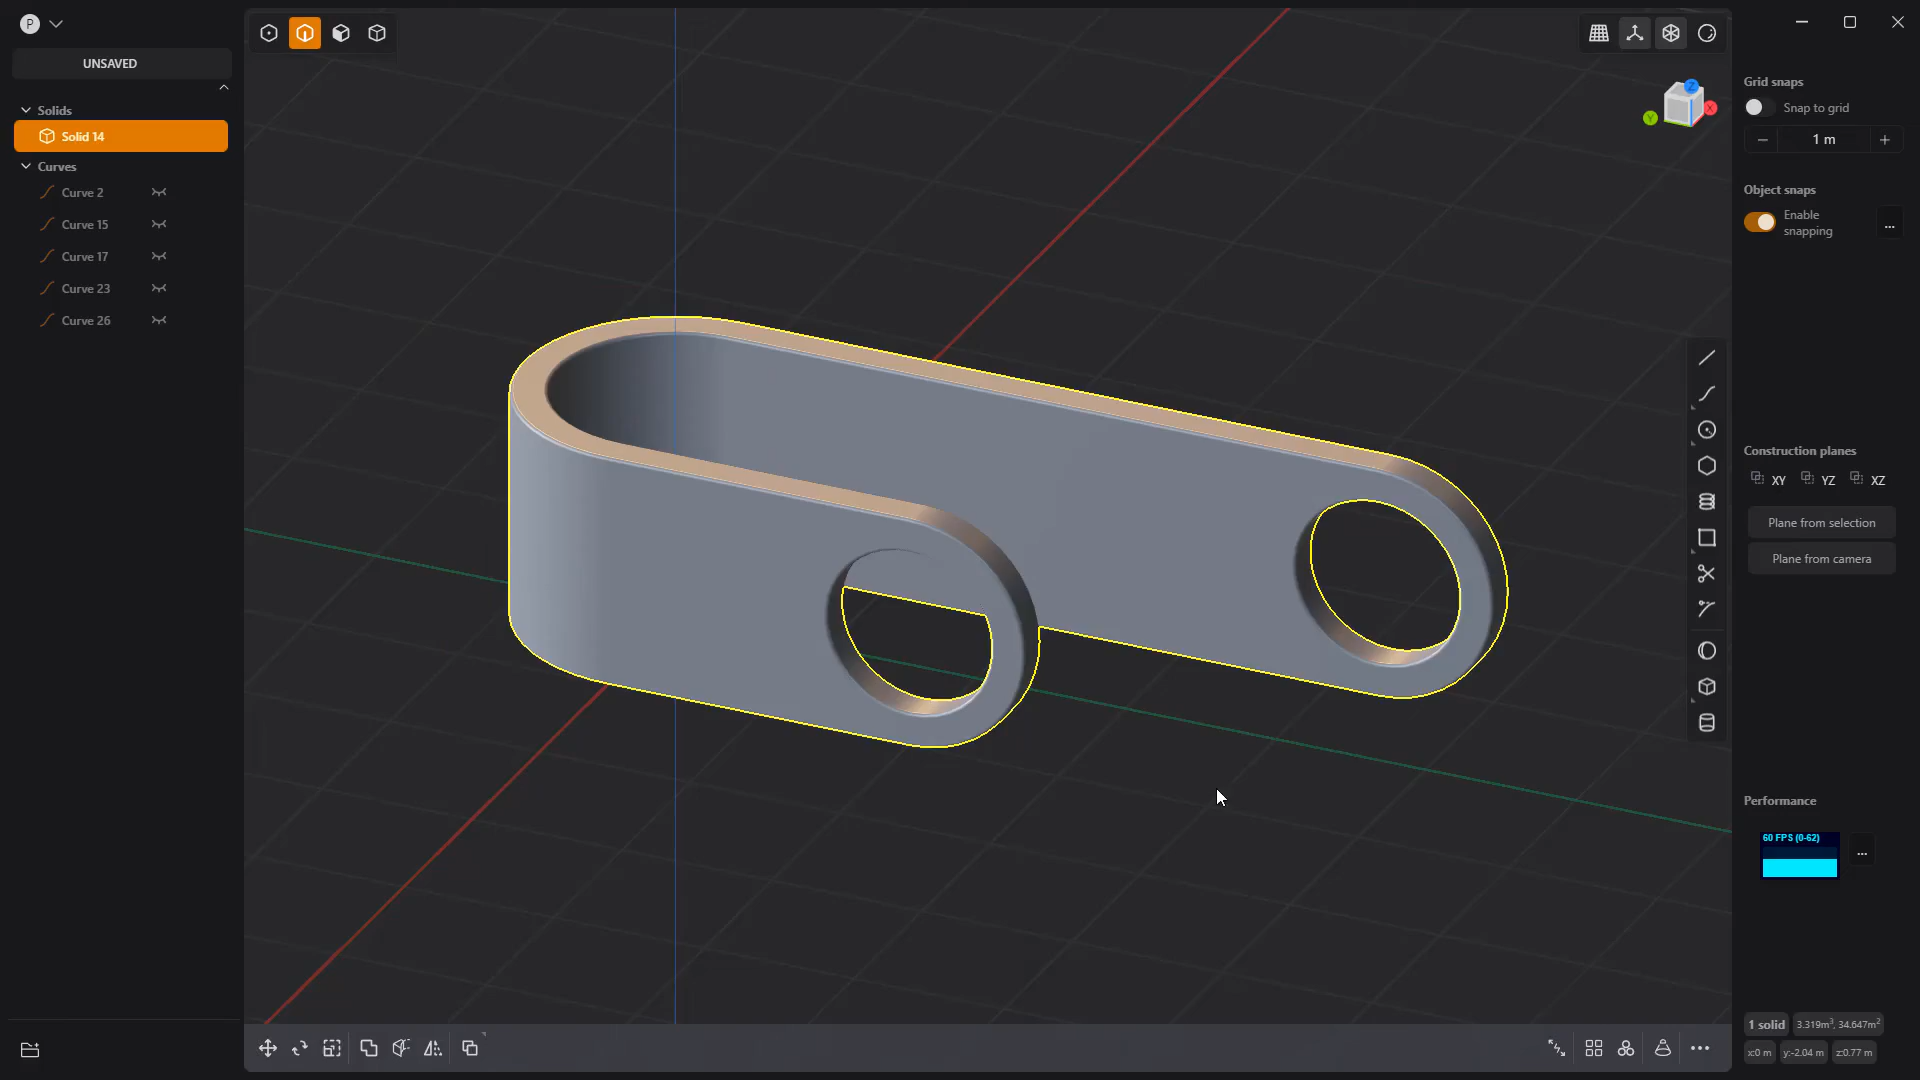 P
UNSAVED
Solids
Solid 14
Curves
Curve 2
Curve 15
Curve 17
Curve 23
Curve 26
Z
X
Y
Grid snaps
Snap to grid
1 m
Object snaps
Enable
snapping
...
Construction planes
XY
YZ
XZ
Plane from selection
Plane from camera
Performance
60 FPS (0-62)
...
1 solid
3.319m³, 34.647m²
x:0 m
y:-2.04 m
z:0.77 m